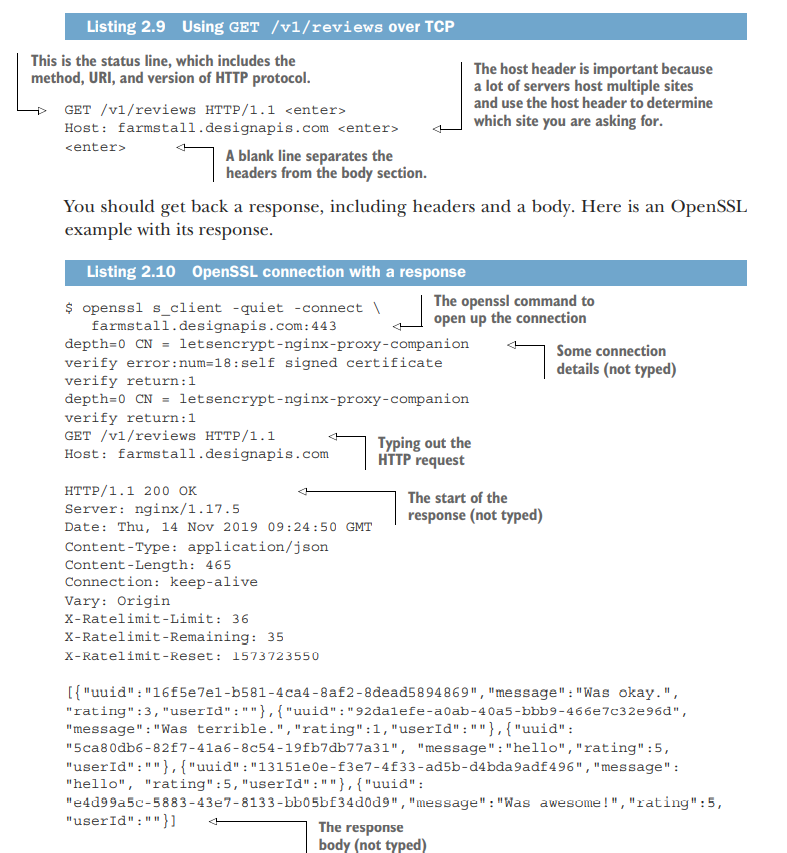 Listing 2.9 Using GET /v1/reviews over TCP
This is the status line, which includes the
method, URI, and version of HTTP protocol.
The host header is important because
a lot of servers host multiple sites
and use the host header to determine
which site you are asking for.
GET /v1/reviews HTTP/1.1 <enter>
Host: farmstall.designapis.com <enter>
<enter>
A blank line separates the
headers from the body section.
You should get back a response, including headers and a body. Here is an OpenSSL
example with its response.
Listing 2.10 OpenSSL connection with a response
$ openssl s_client -quiet -connect \
farmstall.designapis.com:443
The openssl command to
open up the connection
depth=0 CN = letsencrypt-nginx-proxy-companion
verify error:num=18:self signed certificate
verify return:1
depth=0 CN = letsencrypt-nginx-proxy-companion
verify return:1
Some connection
details (not typed)
GET /v1/reviews HTTP/1.1
Host: farmstall.designapis.com
Typing out the
HTTP request
HTTP/1.1 200 OK
Server: nginx/1.17.5
Date: Thu, 14 Nov 2019 09:24:50 GMT
The start of the
response (not typed)
Content-Type: application/json
Content-Length: 465
Connection: keep-alive
Vary: Origin
X-Ratelimit-Limit: 36
X-Ratelimit-Remaining: 35
X-Ratelimit-Reset: 1573723550
[{"uuid":"16f5e7e1-b581-4ca4-8af2-8dead5894869","message":"Was okay.",
"rating":3,"userId":""},{"uuid":"92da1efe-a0ab-40a5-bbb9-466e7c32e96d",
"message":"Was terrible.","rating":1,"userId":""},{"uuid":
"5ca80db6-82f7-41a6-8c54-19fb7db77a31", "message":"hello","rating":5,
"userId":""},{"uuid":"13151e0e-f3e7-4f33-ad5b-d4bda9adf496","message":
"hello", "rating":5,"userId":""},{"uuid":
"e4d99a5c-5883-43e7-8133-bb05bf34d0d9","message":"Was awesome!","rating":5,
"userId":""}]
The response
body (not typed)